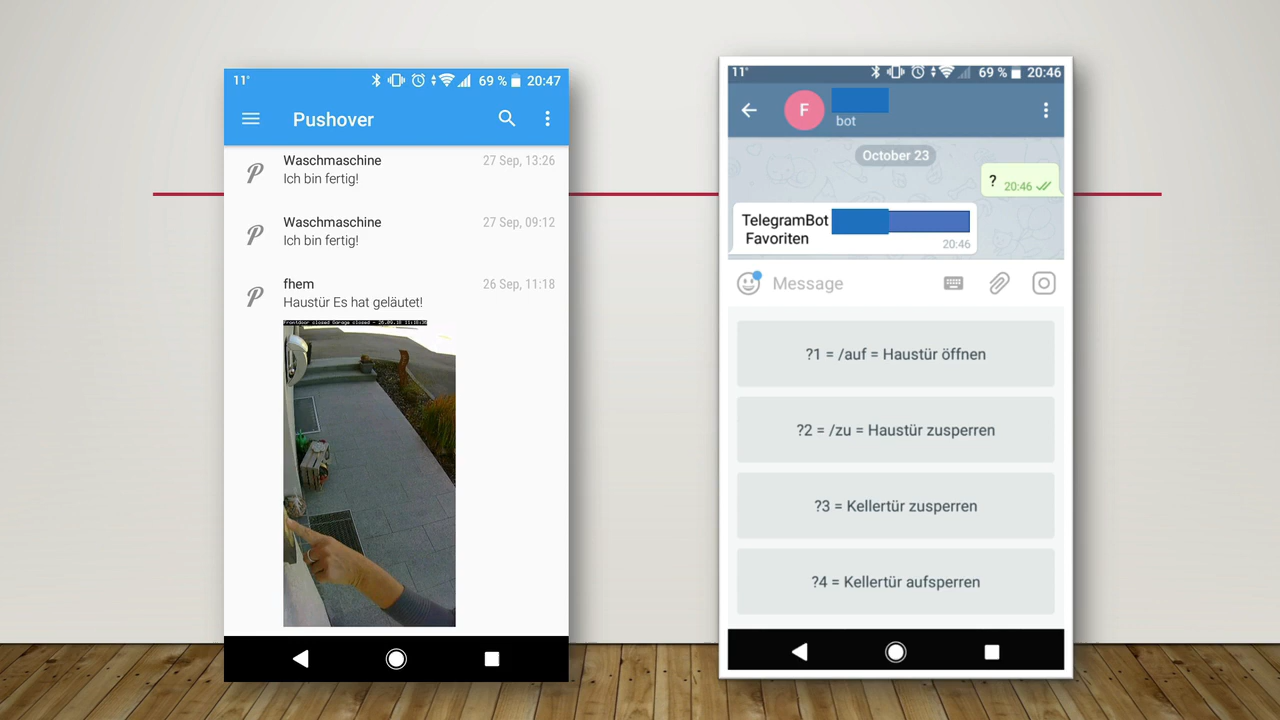 11°
69 %
20:47
Pushover
Waschmaschine
27 Sep, 13:26
Ich bin fertig!
Waschmaschine
27 Sep, 09:12
Ich bin fertig!
fhem
26 Sep, 11:18
Haustür Es hat geläutet!
11°
69 %
20:46
F
bot
October 23
?
20:46
TelegramBot
Favoriten
20:46
Message
?1 = /auf = Haustür öffnen
?2 = /zu = Haustür zusperren
?3 = Kellertür zusperren
?4 = Kellertür aufsperren